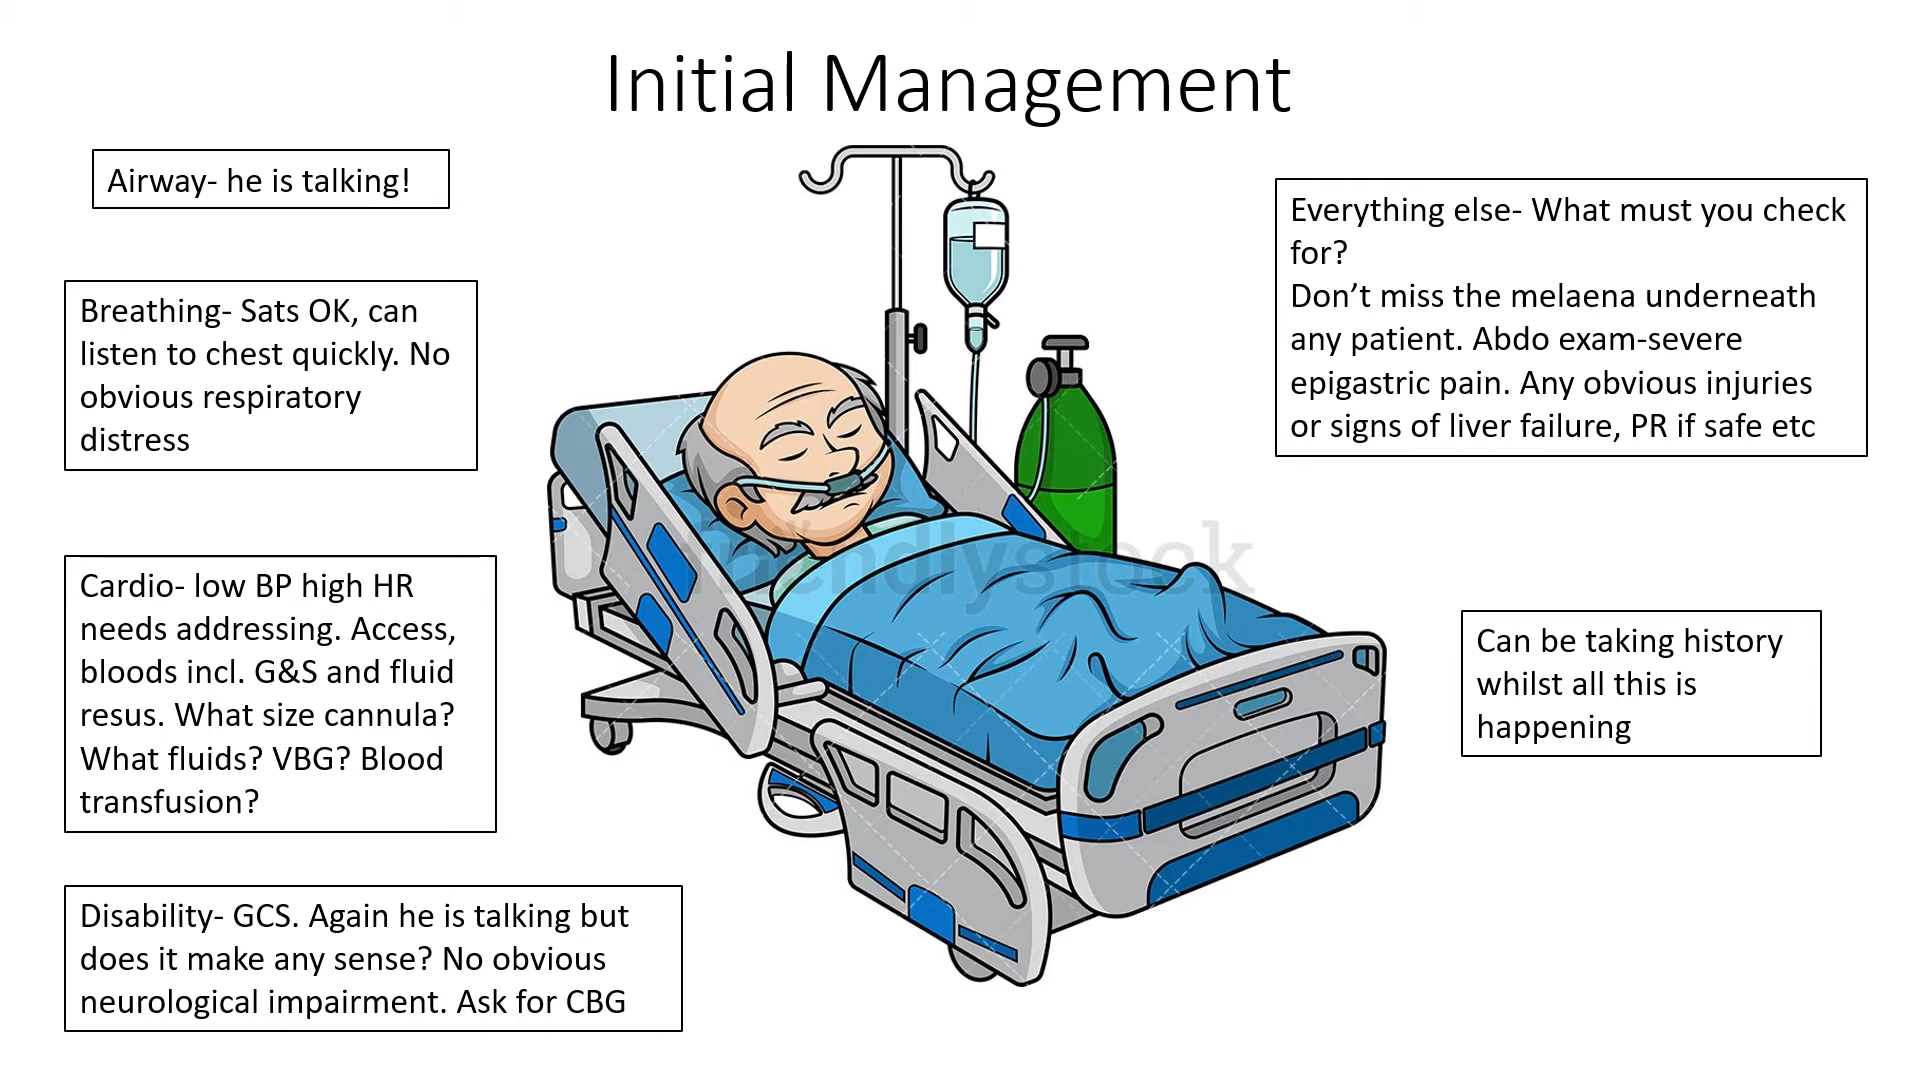 Initial Management
Airway- he is talking!
Breathing- Sats OK, can
listen to chest quickly. No
obvious respiratory
distress
Cardio- low BP high HR
needs addressing. Access,
bloods incl. G&S and fluid
resus. What size cannula?
What fluids? VBG? Blood
transfusion?
Disability- GCS. Again he is talking but
does it make any sense? No obvious
neurological impairment. Ask for CBG
Everything else- What must you check
for?
Don’t miss the melaena underneath
any patient. Abdo exam-severe
epigastric pain. Any obvious injuries
or signs of liver failure, PR if safe etc
Can be taking history
whilst all this is
happening